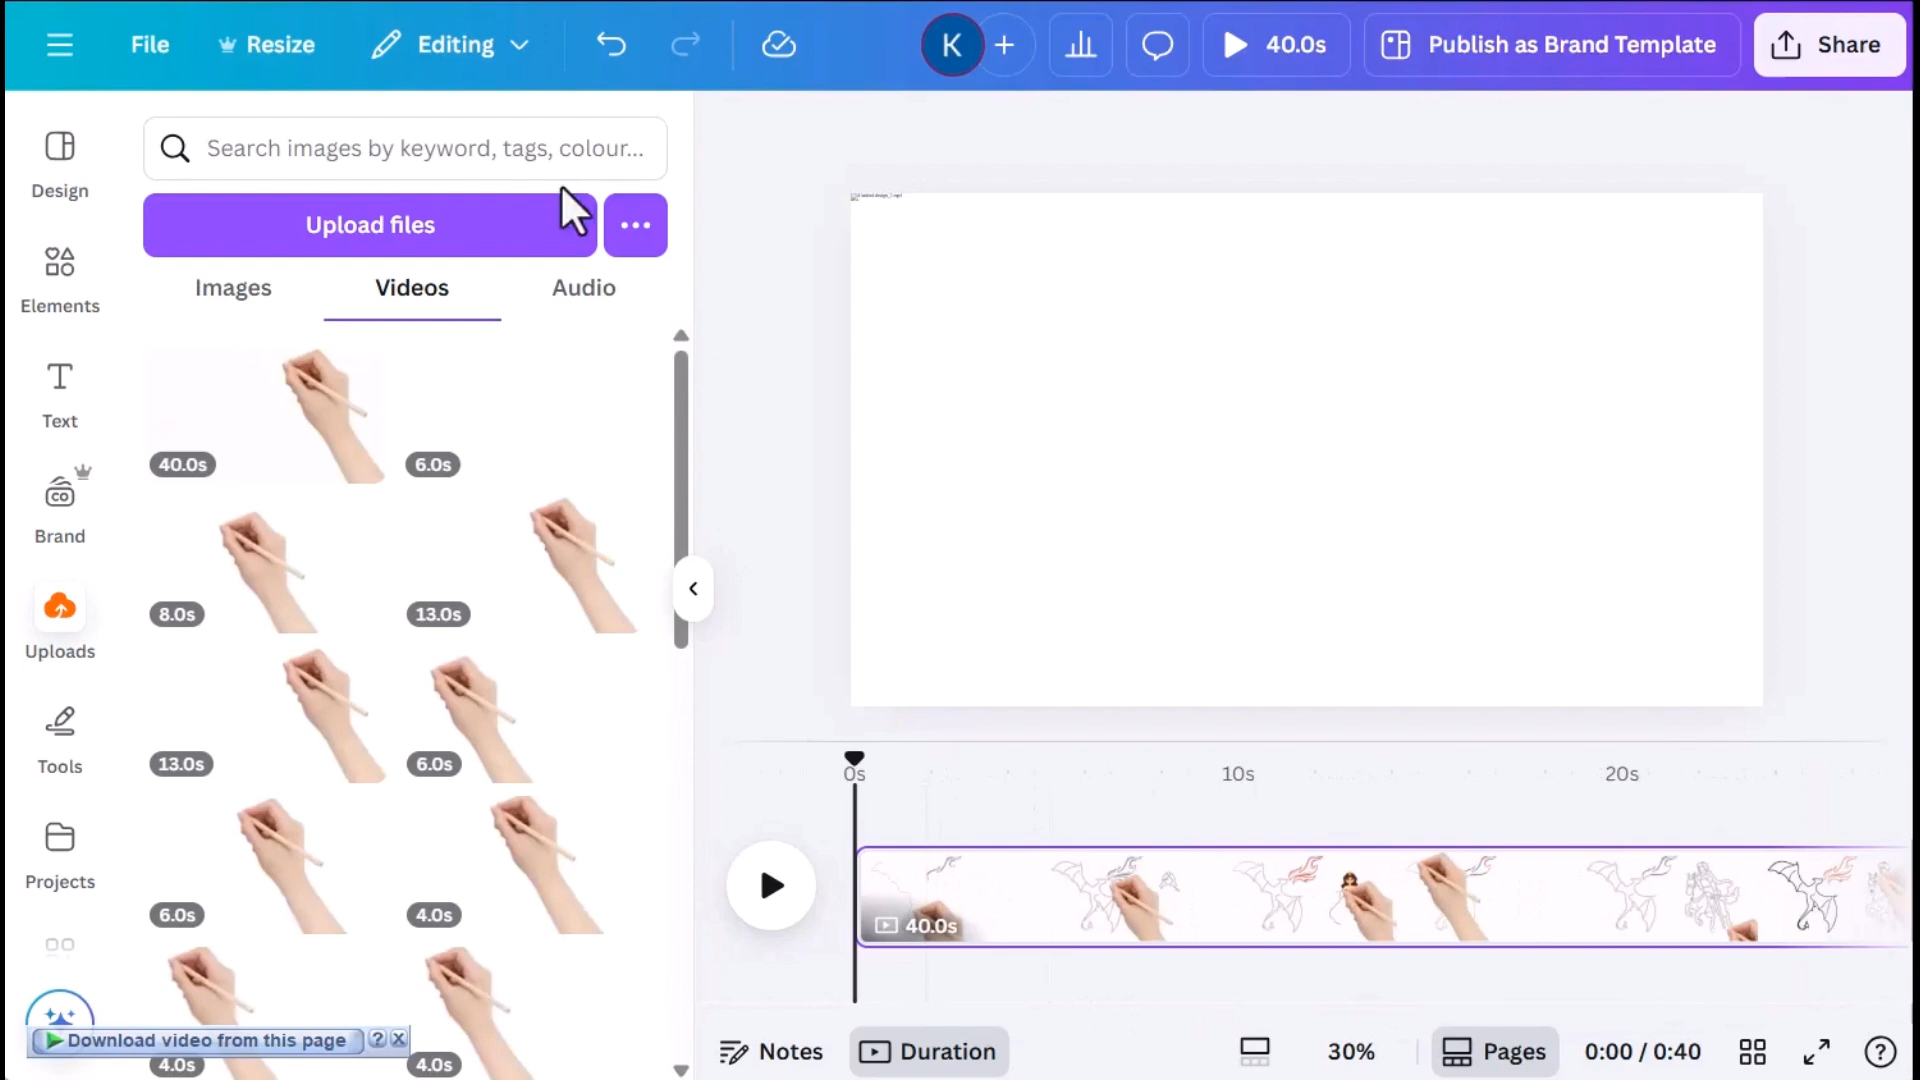 File
Resize
Editing
K
40.0s
Publish as Brand Template
Share
Design
Elements
Text
Brand
CO
Uploads
Tools
Projects
Search images by keyword, tags, colour...
Upload files
Images
Videos
Audio
40.0s
6.0s
8.0s
13.0s
13.0s
6.0s
6.0s
4.0s
4.0s
4.0s
Download video from this page
?
0s
10s
20s
40.0s
Notes
Duration
30%
Pages
0:00 / 0:40
?